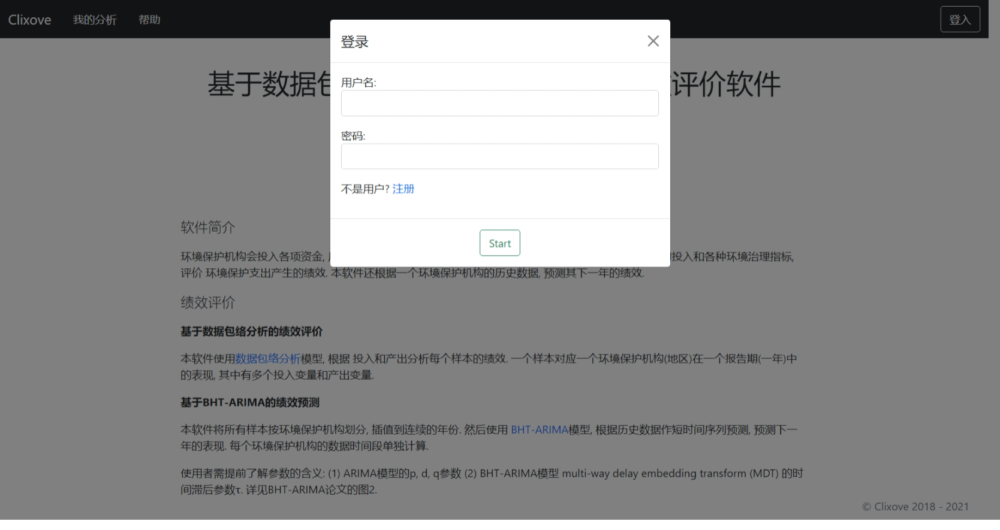 Clixove 我的分析 帮助 登入
登录
基于数据包 评价软件
用户名:
密码:
不是用户? 注册
Start
软件简介
环境保护机构会投入各项资金, 投入和各种环境治理指标,
评价 环境保护支出产生的绩效. 本软件还根据一个环境保护机构的历史数据, 预测其下一年的绩效.
绩效评价
基于数据包络分析的绩效评价
本软件使用数据包络分析模型, 根据 投入和产出分析每个样本的绩效. 一个样本对应一个环境保护机构(地区)在一个报告期(一年)中
的表现, 其中有多个投入变量和产出变量.
基于BHT-ARIMA的绩效预测
本软件将所有样本按环境保护机构划分, 插值到连续的年份. 然后使用 BHT-ARIMA模型, 根据历史数据作短时间序列预测, 预测下一
年的表现. 每个环境保护机构的数据时间段单独计算.
使用者需提前了解参数的含义: (1) ARIMA模型的p, d, q参数 (2) BHT-ARIMA模型 multi-way delay embedding transform (MDT) 的时
间滞后参数τ. 详见BHT-ARIMA论文的图2.
© Clixove 2018 - 2021